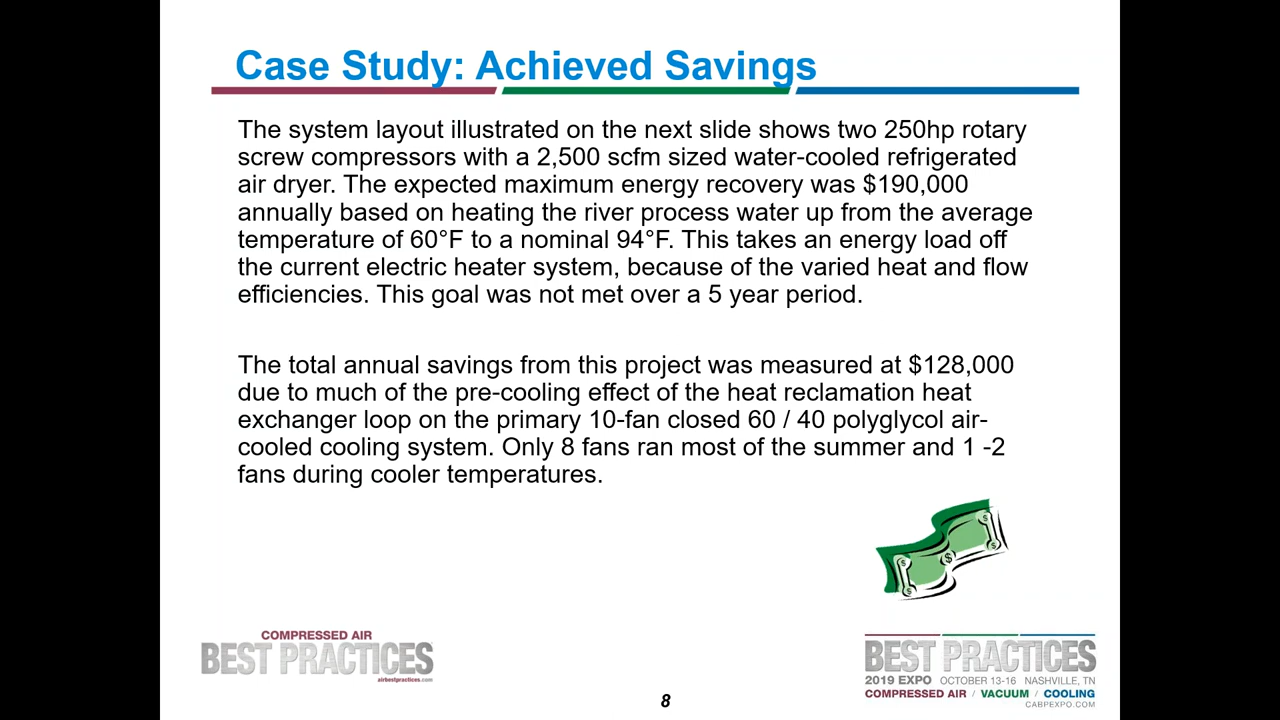 Case Study: Achieved Savings
The system layout illustrated on the next slide shows two 250hp rotary
screw compressors with a 2,500 scfm sized water-cooled refrigerated
air dryer. The expected maximum energy recovery was $190,000
annually based on heating the river process water up from the average
temperature of 60°F to a nominal 94°F. This takes an energy load off
the current electric heater system, because of the varied heat and flow
efficiencies. This goal was not met over a 5 year period.
The total annual savings from this project was measured at $128,000
due to much of the pre-cooling effect of the heat reclamation heat
exchanger loop on the primary 10-fan closed 60 / 40 polyglycol air-
cooled cooling system. Only 8 fans ran most of the summer and 1 -2
fans during cooler temperatures.
$ $ $ $ $
COMPRESSED AIR
BEST PRACTICES
airbestpractices.com
8
BEST PRACTICES
2019 EXPO OCTOBER 13-16 NASHVILLE, TN
COMPRESSED AIR / VACUUM / COOLING
CABPEXPO.COM